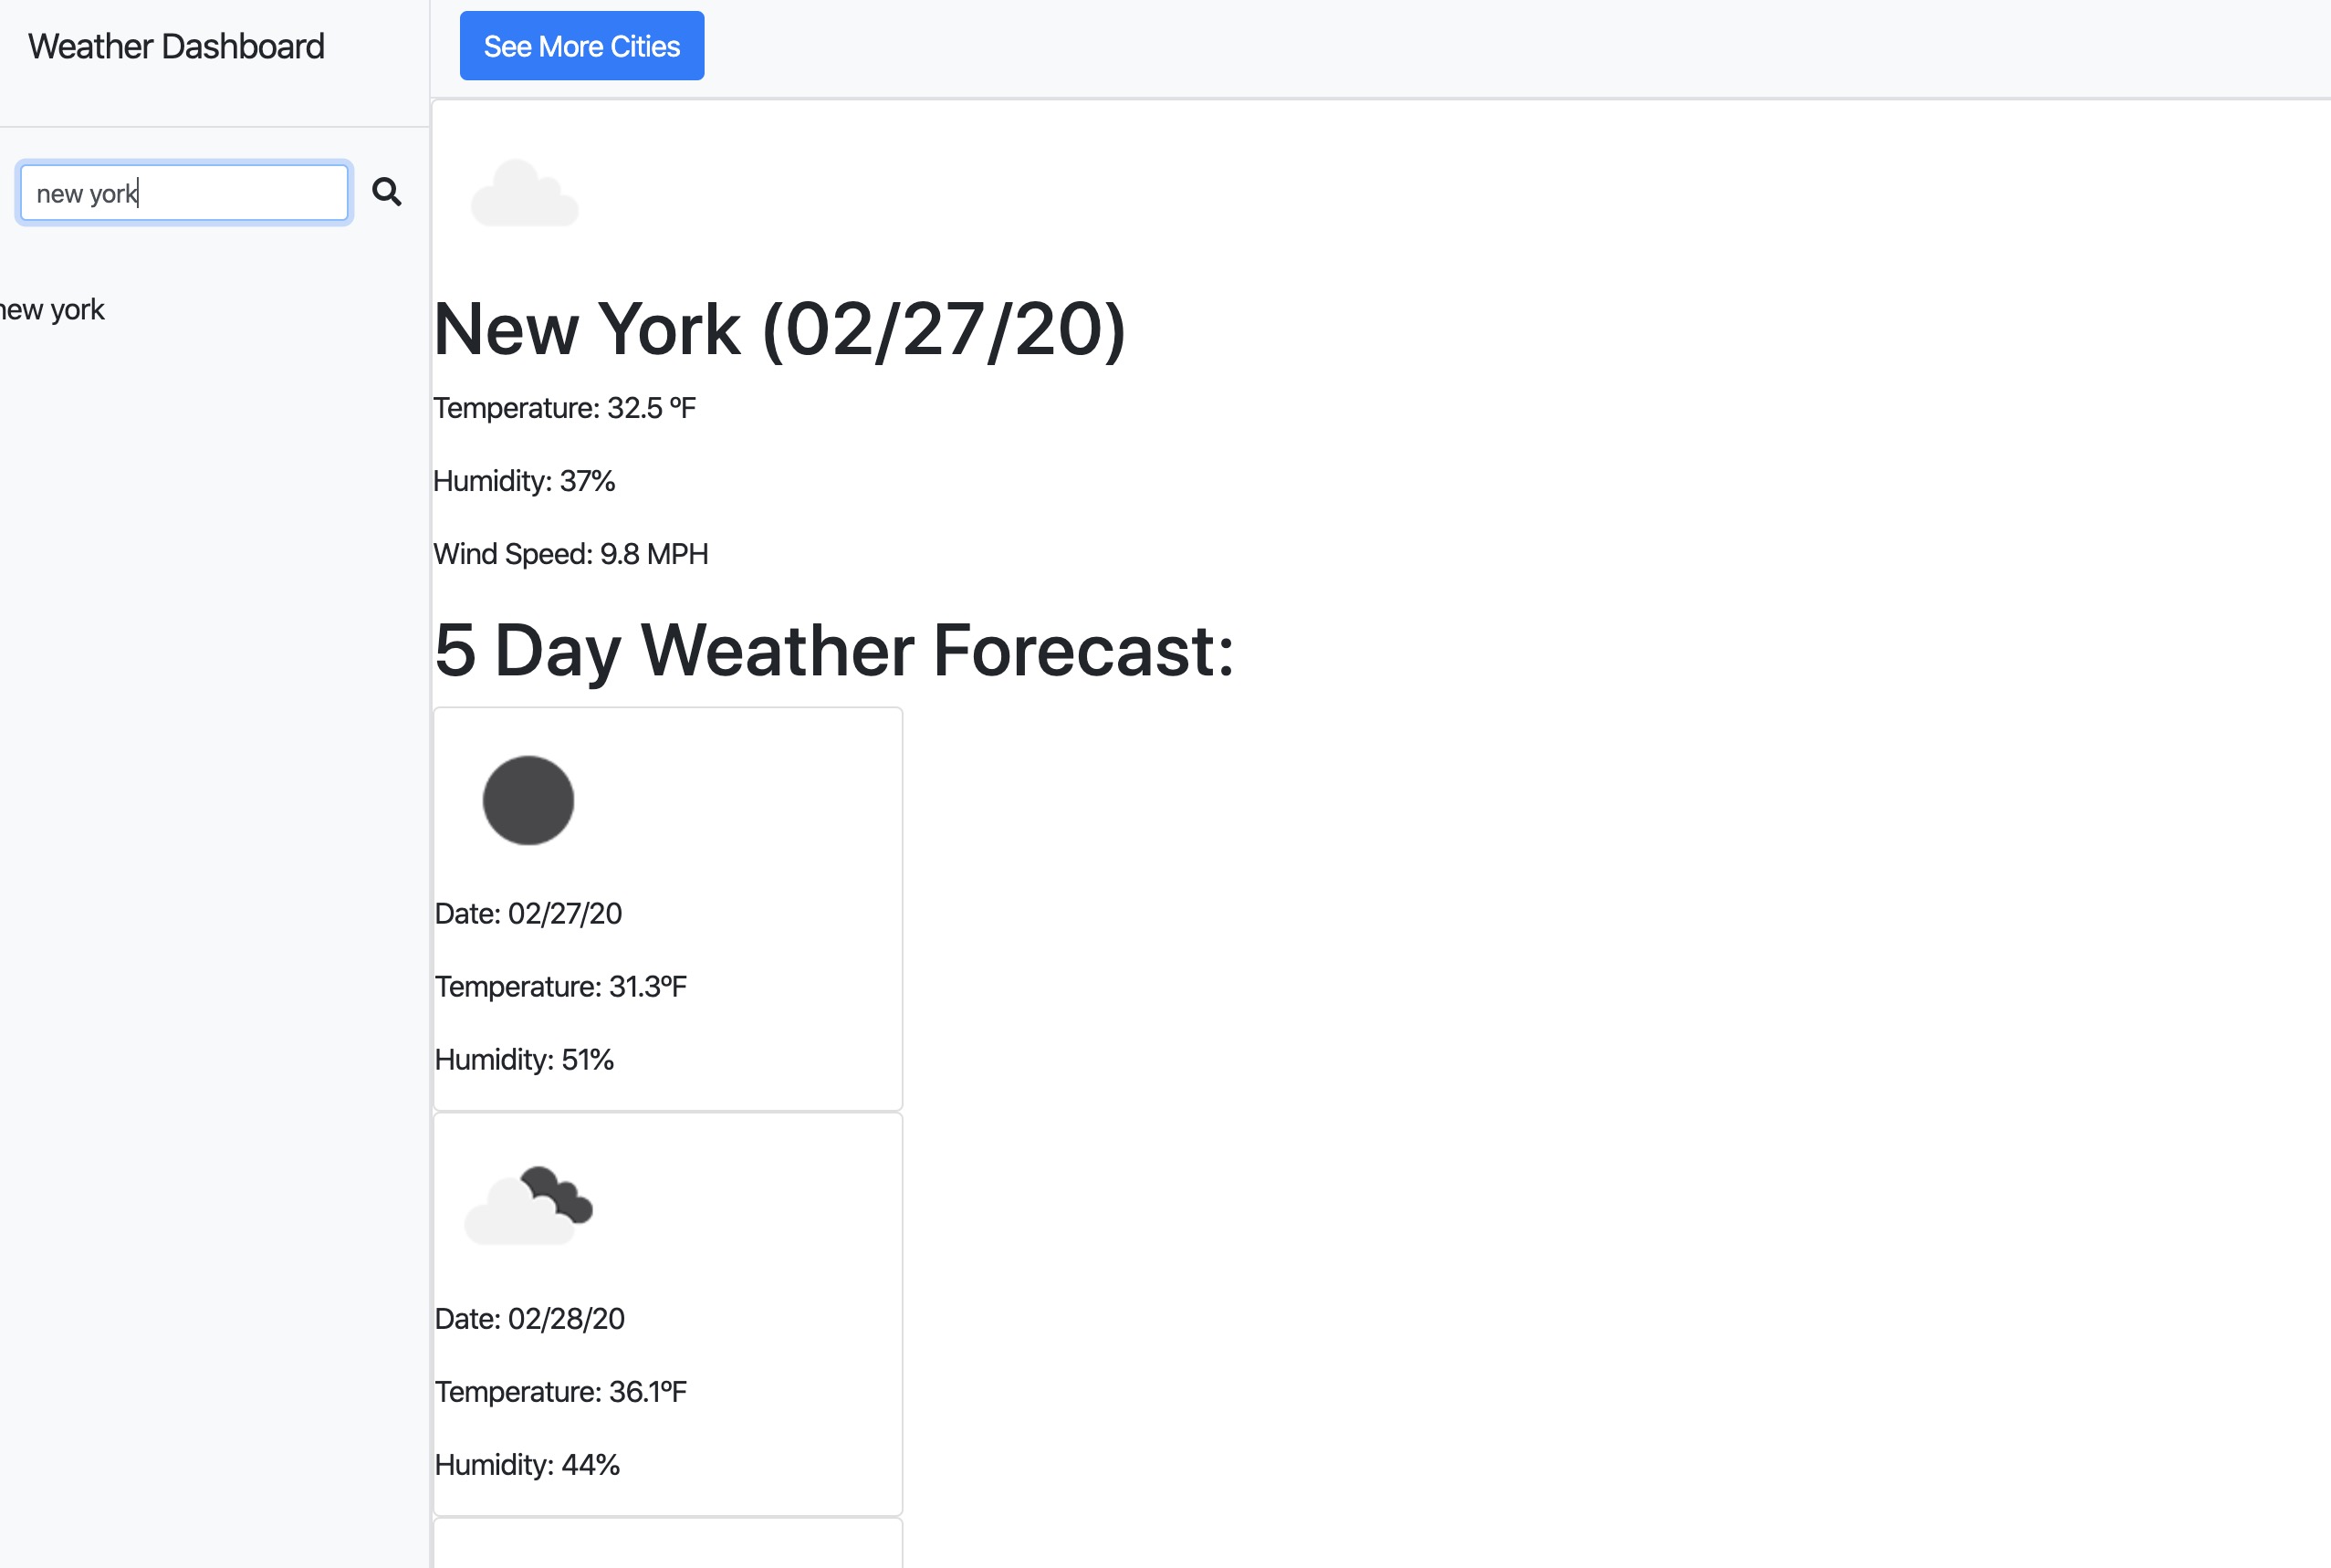 Weather Dashboard
See More Cities
new york
new york
New York (02/27/20)
Temperature: 32.5 ºF
Humidity: 37%
Wind Speed: 9.8 MPH
5 Day Weather Forecast:
Date: 02/27/20
Temperature: 31.3ºF
Humidity: 51%
Date: 02/28/20
Temperature: 36.1ºF
Humidity: 44%